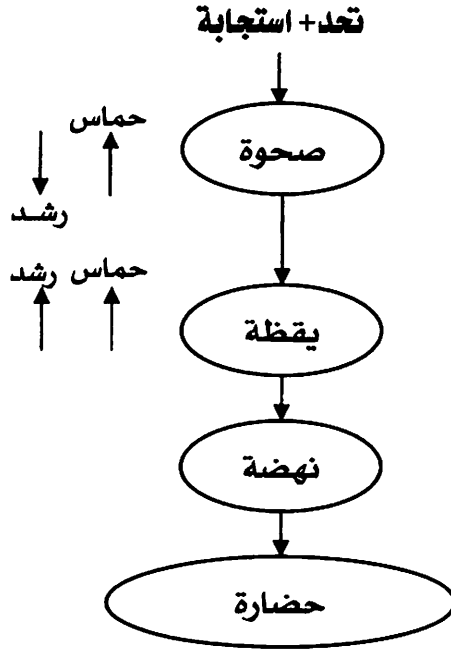 تحد + استجابة
حماس
صحوة
رشد
حماس رشد
يقظة
نهضة
حضارة